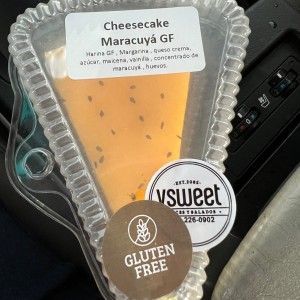 Cheesecake
Maracuyá GF
Harina GF , Margarina , queso crema,
azúcar, maicena, vainilla , concentrado de
maracuyá , huevos.
ysweet
226-0902
GLUTEN
FREE